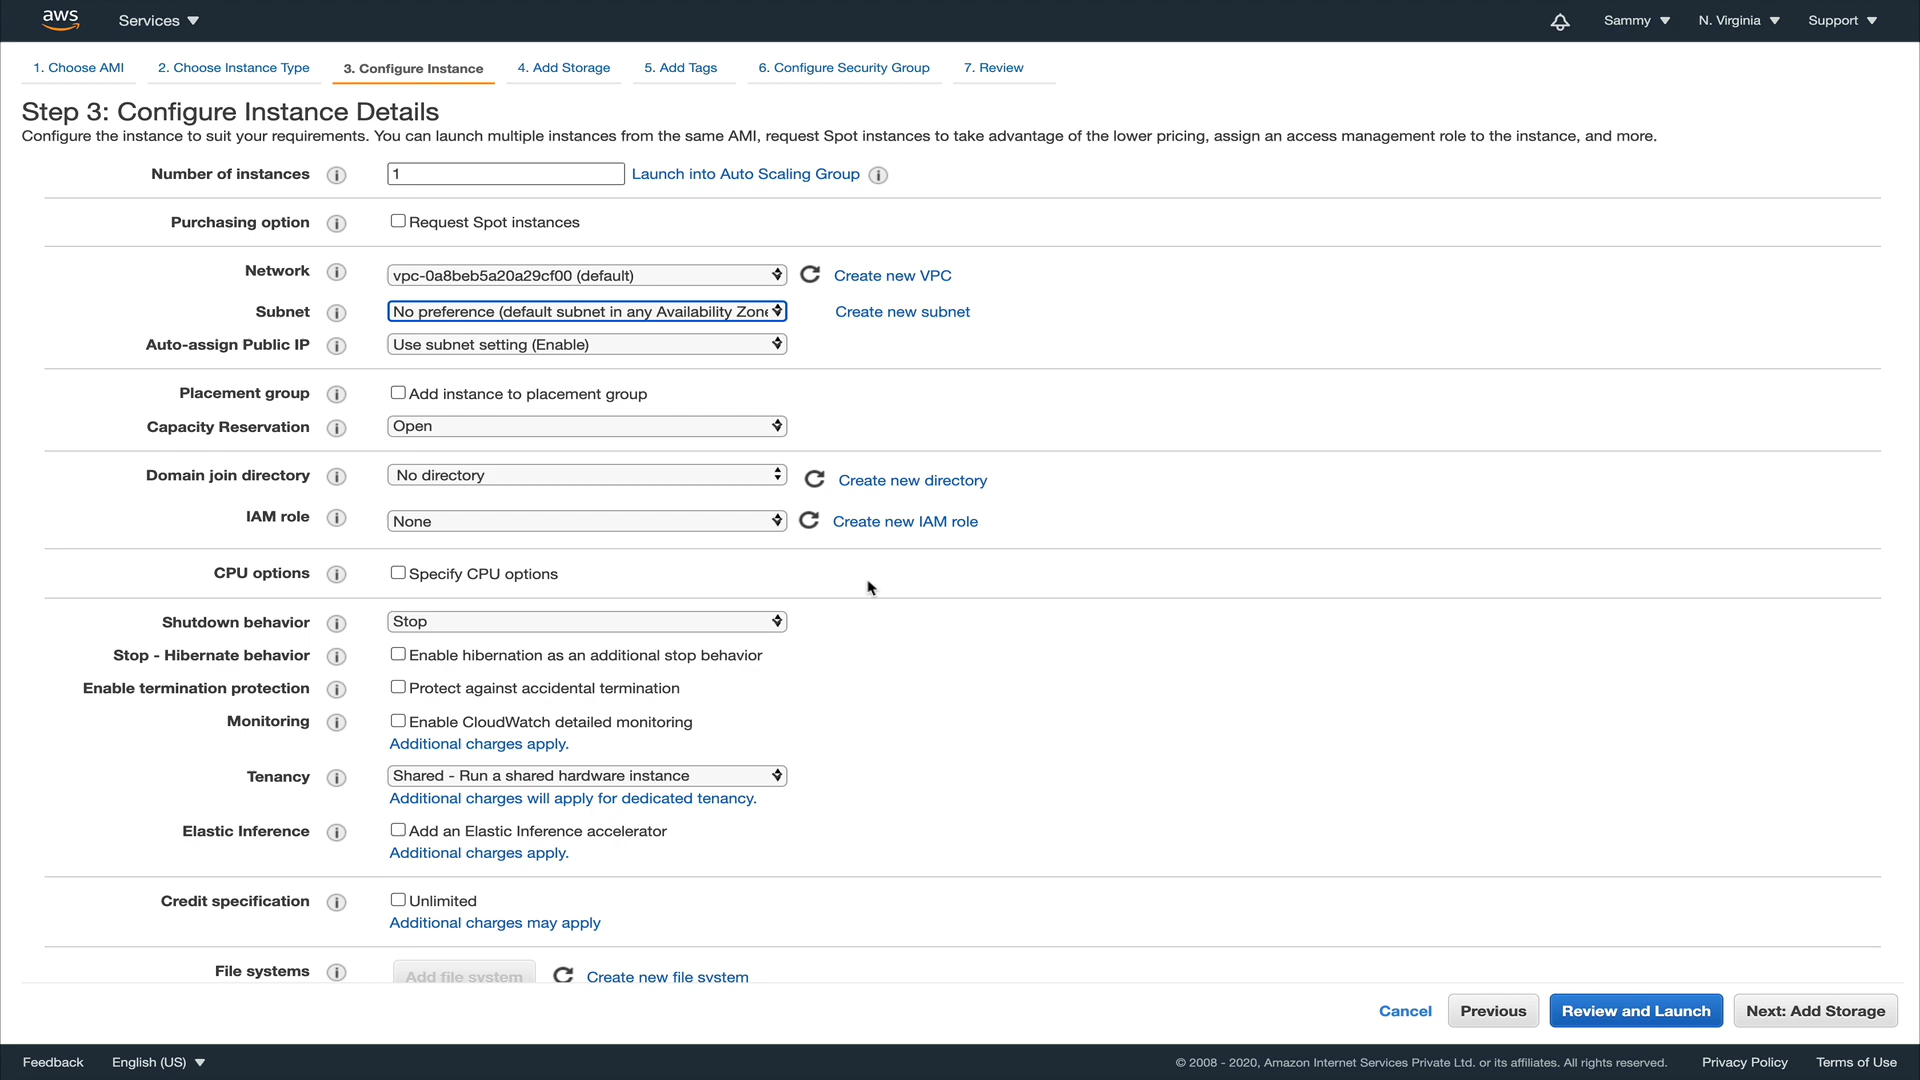 aws Services Sammy N. Virginia Support
1. Choose AMI 2. Choose Instance Type 3. Configure Instance 4. Add Storage 5. Add Tags 6. Configure Security Group 7. Review
Step 3: Configure Instance Details
Configure the instance to suit your requirements. You can launch multiple instances from the same AMI, request Spot instances to take advantage of the lower pricing, assign an access management role to the instance, and more.
Number of instances i 1 Launch into Auto Scaling Group i
Purchasing option i Request Spot instances
Network i vpc-0a8beb5a20a29cf00 (default) Create new VPC
Subnet i No preference (default subnet in any Availability Zone Create new subnet
Auto-assign Public IP i Use subnet setting (Enable)
Placement group i Add instance to placement group
Capacity Reservation i Open
Domain join directory i No directory Create new directory
IAM role i None Create new IAM role
CPU options i Specify CPU options
Shutdown behavior i Stop
Stop - Hibernate behavior i Enable hibernation as an additional stop behavior
Enable termination protection i Protect against accidental termination
Monitoring i Enable CloudWatch detailed monitoring
Additional charges apply.
Tenancy i Shared - Run a shared hardware instance
Additional charges will apply for dedicated tenancy.
Elastic Inference i Add an Elastic Inference accelerator
Additional charges apply.
Credit specification i Unlimited
Additional charges may apply
File systems i Add file system Create new file system
Cancel Previous Review and Launch Next: Add Storage
Feedback English (US) © 2008 - 2020, Amazon Internet Services Private Ltd. or its affiliates. All rights reserved. Privacy Policy Terms of Use